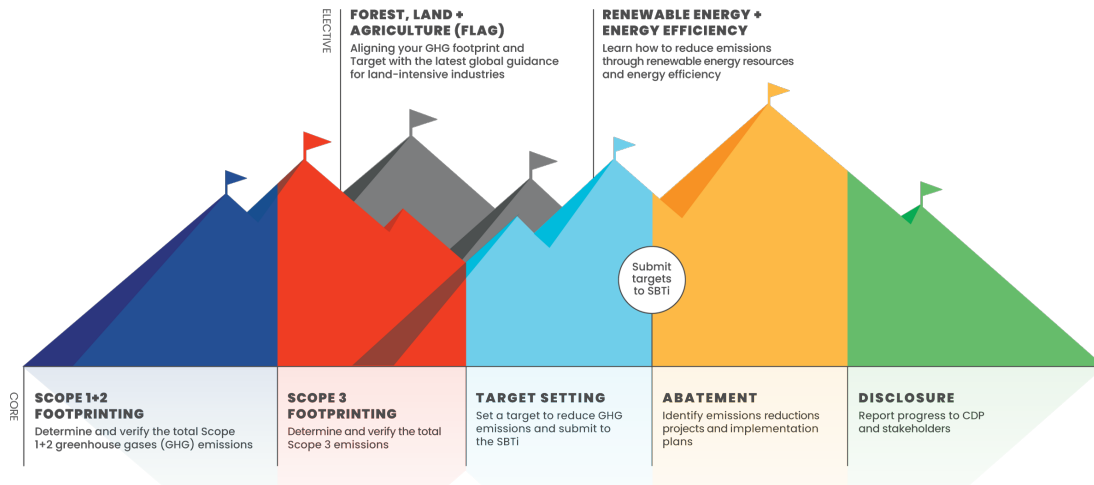 ELECTIVE
FOREST, LAND +
AGRICULTURE (FLAG)
Aligning your GHG footprint and
Target with the latest global guidance
for land-intensive industries
RENEWABLE ENERGY +
ENERGY EFFICIENCY
Learn how to reduce emissions
through renewable energy resources
and energy efficiency
Submit
targets
to SBTi
CORE
SCOPE 1+2
FOOTPRINTING
Determine and verify the total Scope
1+2 greenhouse gases (GHG) emissions
SCOPE 3
FOOTPRINTING
Determine and verify the total
Scope 3 emissions
TARGET SETTING
Set a target to reduce GHG
emissions and submit to
the SBTi
ABATEMENT
Identify emissions reductions
projects and implementation
plans
DISCLOSURE
Report progress to CDP
and stakeholders